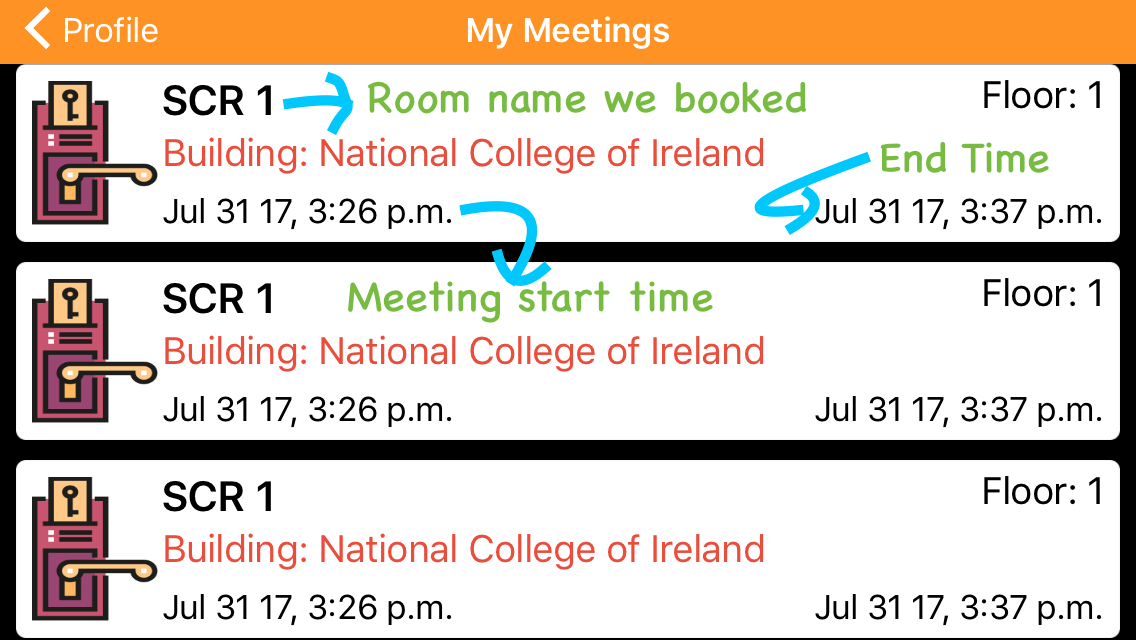 Profile
My Meetings
SCR 1
Room name we booked
Floor: 1
Building: National College of Ireland
End Time
Jul 31 17, 3:26 p.m.
Jul 31 17, 3:37 p.m.
SCR 1
Meeting start time
Floor: 1
Building: National College of Ireland
Jul 31 17, 3:26 p.m.
Jul 31 17, 3:37 p.m.
SCR 1
Floor: 1
Building: National College of Ireland
Jul 31 17, 3:26 p.m.
Jul 31 17, 3:37 p.m.